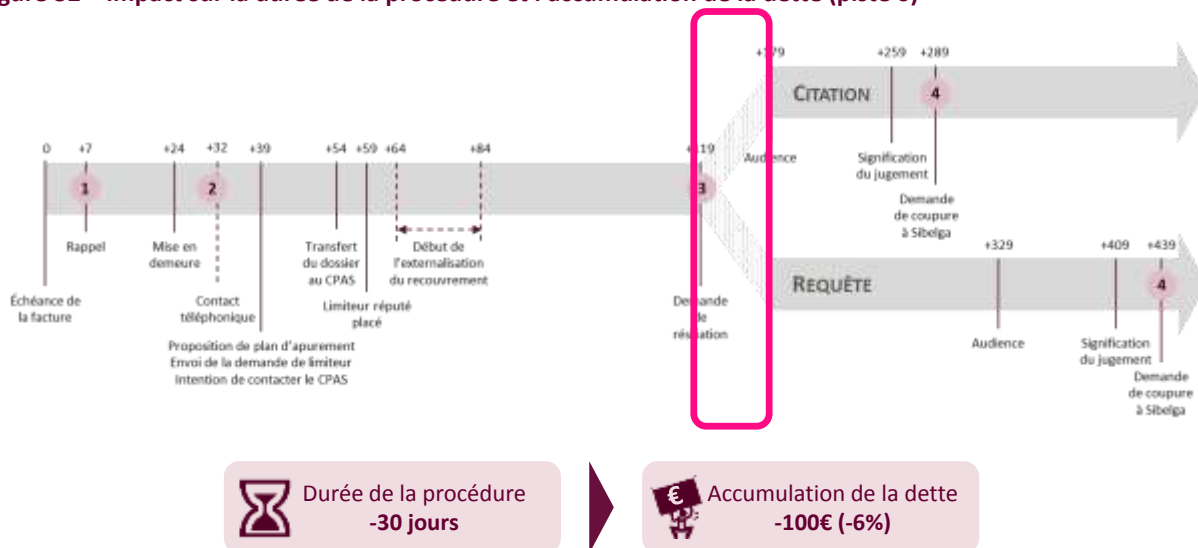 Impact sur la durée de la procédure et l'accumulation de la dette
+259 +289
CITATION
4
Audience
Signification
du jugement
Demande
de coupure
à Sibelga
0 +7 +24 +32 +39 +54 +59 +64 +84
1
2
3
Rappel
Mise en
demeure
Transfert
du dossier
au CPAS
Début de
l'externalisation
du recouvrement
Échéance de
la facture
Contact
téléphonique
Limiteur réputé
placé
Proposition de plan d'apurement
Envoi de la demande de limiteur
Intention de contacter le CPAS
Demande
de
+329 +409 +439
REQUÊTE
4
Audience
Signification
du jugement
Demande
de coupure
à Sibelga
Durée de la procédure
-30 jours
€
Accumulation de la dette
-100€ (-6%)